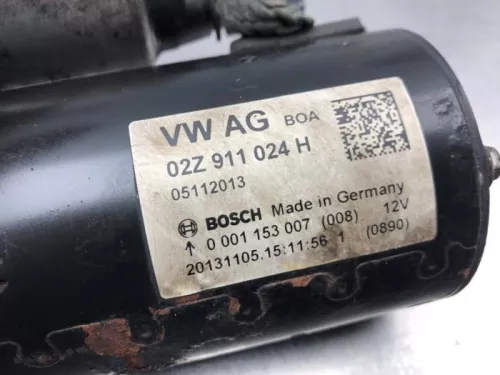 VW AG BOA
02Z 911 024 H
05112013
BOSCH Made in Germany
↑ 0 001 153 007 (008) 12V
20131105.15:11:56 1 (0890)